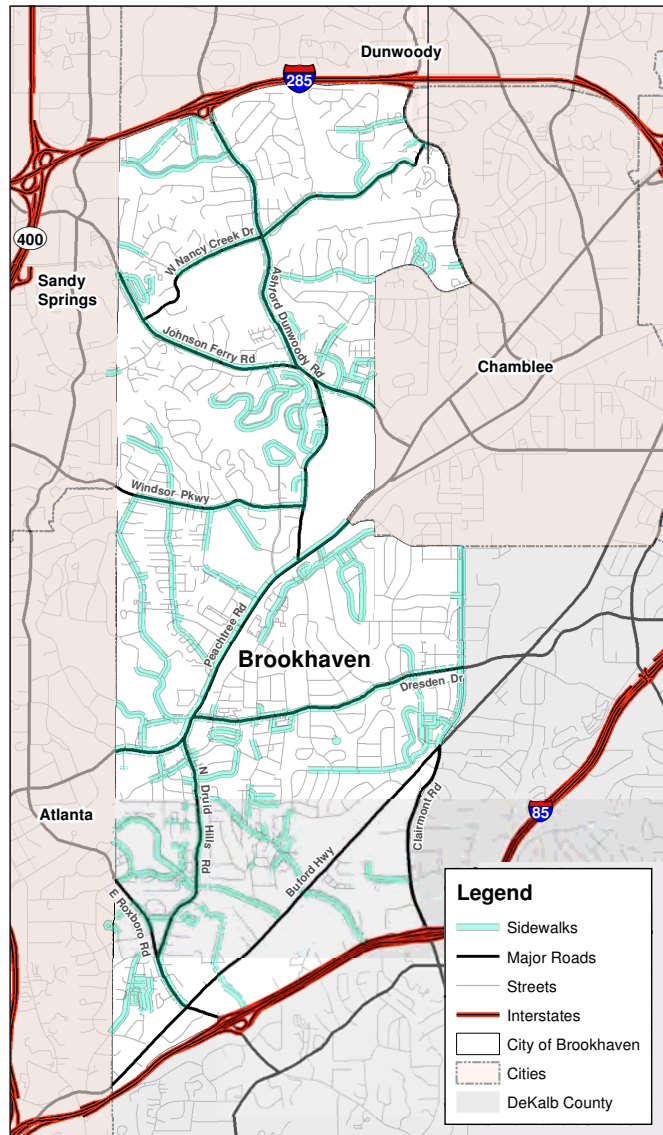 Dunwoody
285
W Nancy Creek Dr
400
Sandy
Springs
Ashford Dunwoody Rd
Johnson Ferry Rd
Chamblee
Windsor Pkwy
Peachtree Rd
Brookhaven
Dresden Dr
N Druid Hills Rd
Clairmont Rd
Atlanta
85
Buford Hwy
E Roxboro Rd
Legend
Sidewalks
Major Roads
Streets
Interstates
City of Brookhaven
Cities
DeKalb County